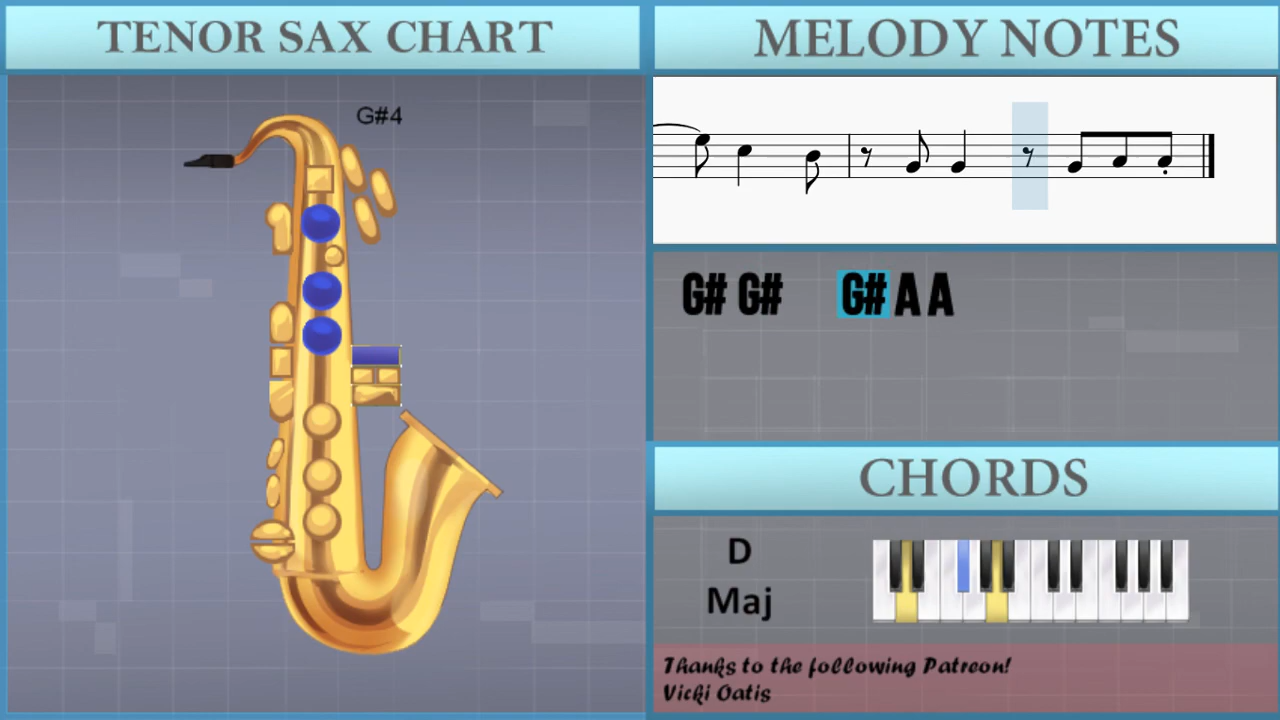 TENOR SAX CHART
MELODY NOTES
G#4
G# G# G# A A
CHORDS
D
Maj
Thanks to the following Patreon!
Vicki Oatis